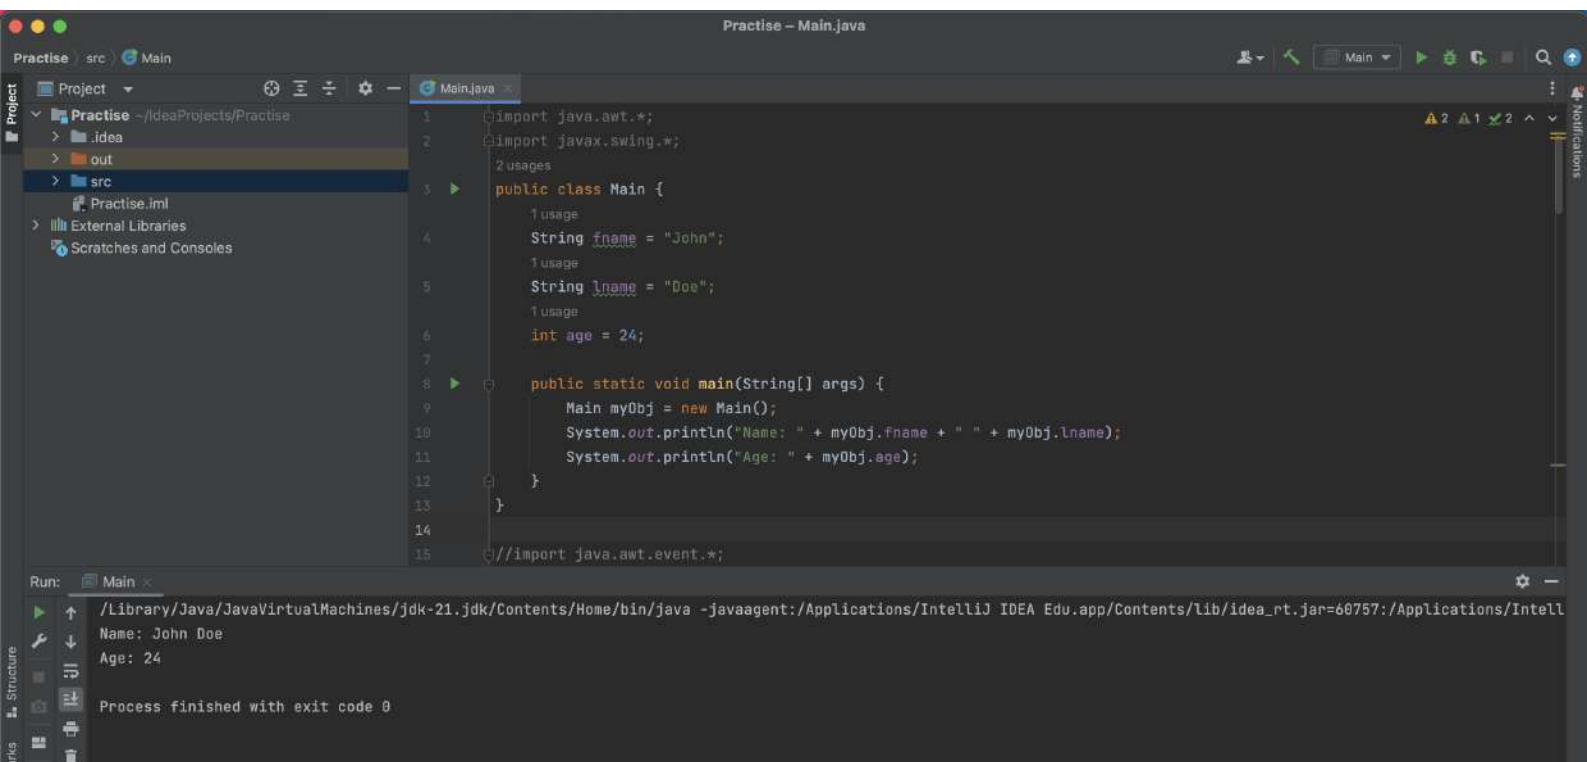 Practise – Main.java
Practise src Main
Main
Project
Main.java
Project
Practise ~/IdeaProjects/Practise
.idea
out
src
Practise.iml
External Libraries
Scratches and Consoles
2 1 2
Notifications
1 import java.awt.*;
2 import javax.swing.*;
2 usages
3 public class Main {
1 usage
4 String fname = "John";
1 usage
5 String lname = "Doe";
1 usage
6 int age = 24;
7
8 public static void main(String[] args) {
9 Main myObj = new Main();
10 System.out.println("Name: " + myObj.fname + " " + myObj.lname);
11 System.out.println("Age: " + myObj.age);
12 }
13 }
14
15 //import java.awt.event.*;
Run: Main
/Library/Java/JavaVirtualMachines/jdk-21.jdk/Contents/Home/bin/java -javaagent:/Applications/IntelliJ IDEA Edu.app/Contents/lib/idea_rt.jar=60757:/Applications/Intell
Name: John Doe
Age: 24
Process finished with exit code 0
Structure